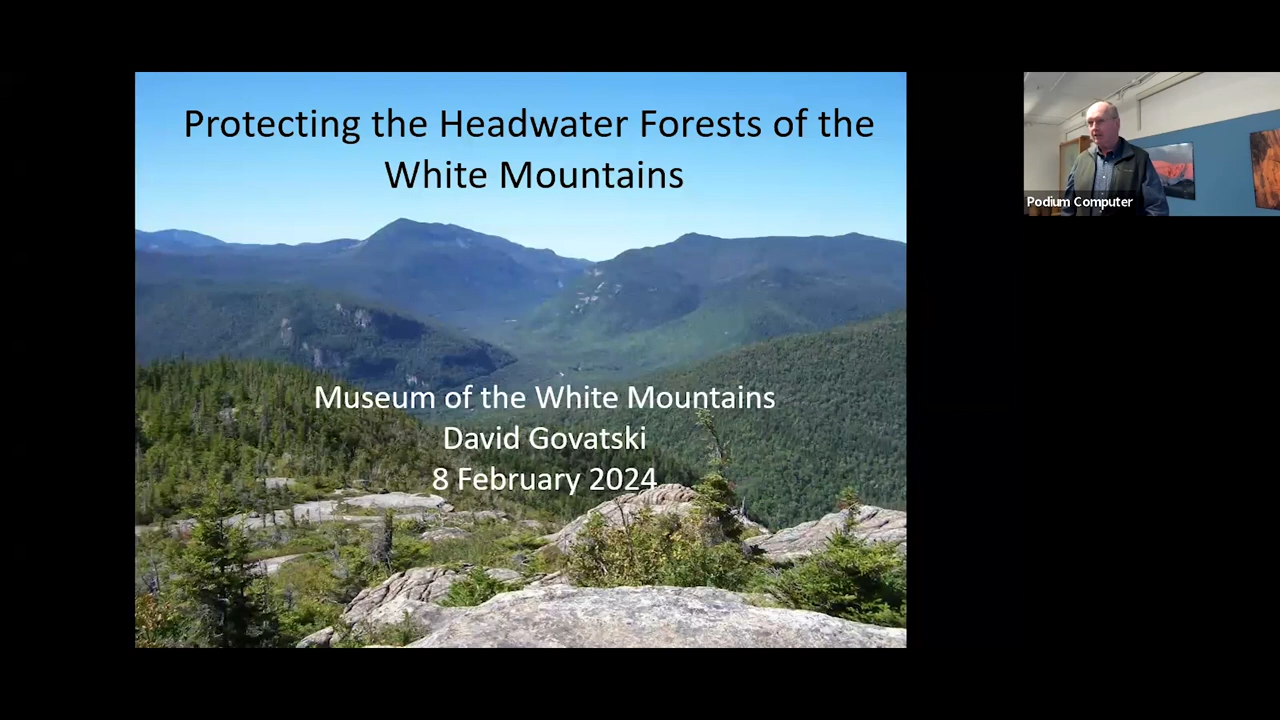 Protecting the Headwater Forests of the
White Mountains
Museum of the White Mountains
David Govatski
8 February 2024
Podium Computer